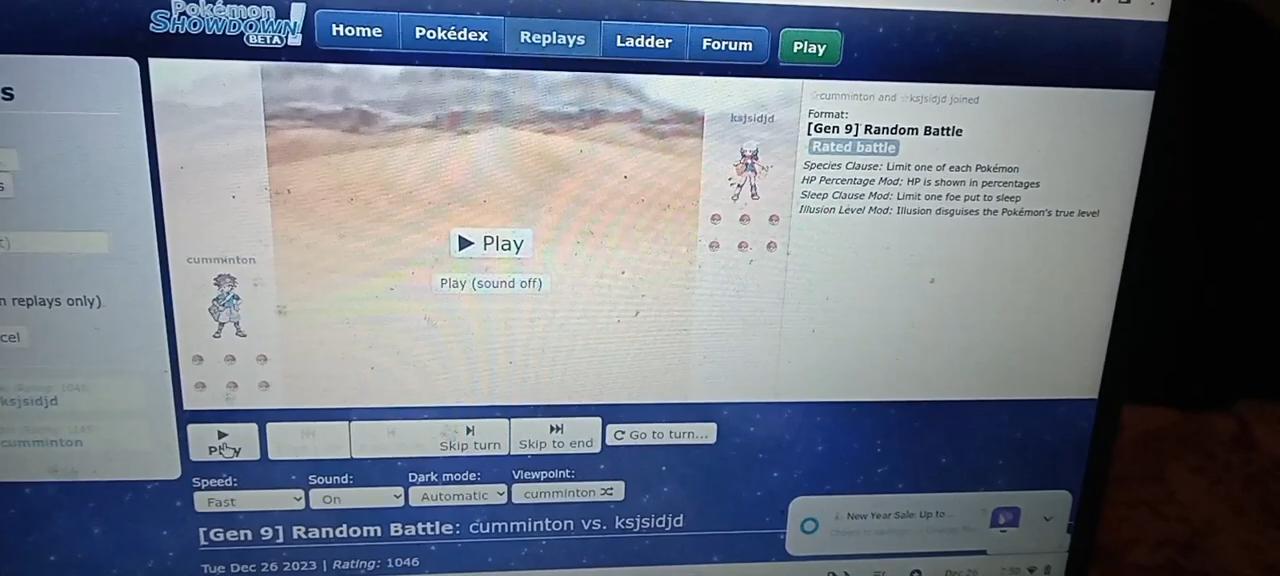 Pokémon
SHOWDOWN!
BETA
Home
Pokédex
Replays
Ladder
Forum
Play
s
s
n replays only)
cel
ksjsidjd
cumminton
ksjsidjd
cumminton
▶ Play
Play (sound off)
☆cumminton and ☆ksjsidjd joined
Format:
[Gen 9] Random Battle
Rated battle
Species Clause: Limit one of each Pokémon
HP Percentage Mod: HP is shown in percentages
Sleep Clause Mod: Limit one foe put to sleep
Illusion Level Mod: Illusion disguises the Pokémon's true level
Play
Skip turn
Skip to end
Go to turn...
Speed:
Fast
Sound:
On
Dark mode:
Automatic
Viewpoint:
cumminton
[Gen 9] Random Battle: cumminton vs. ksjsidjd
Tue Dec 26 2023 | Rating: 1046
New Year Sale: Up to ...
Dec 26